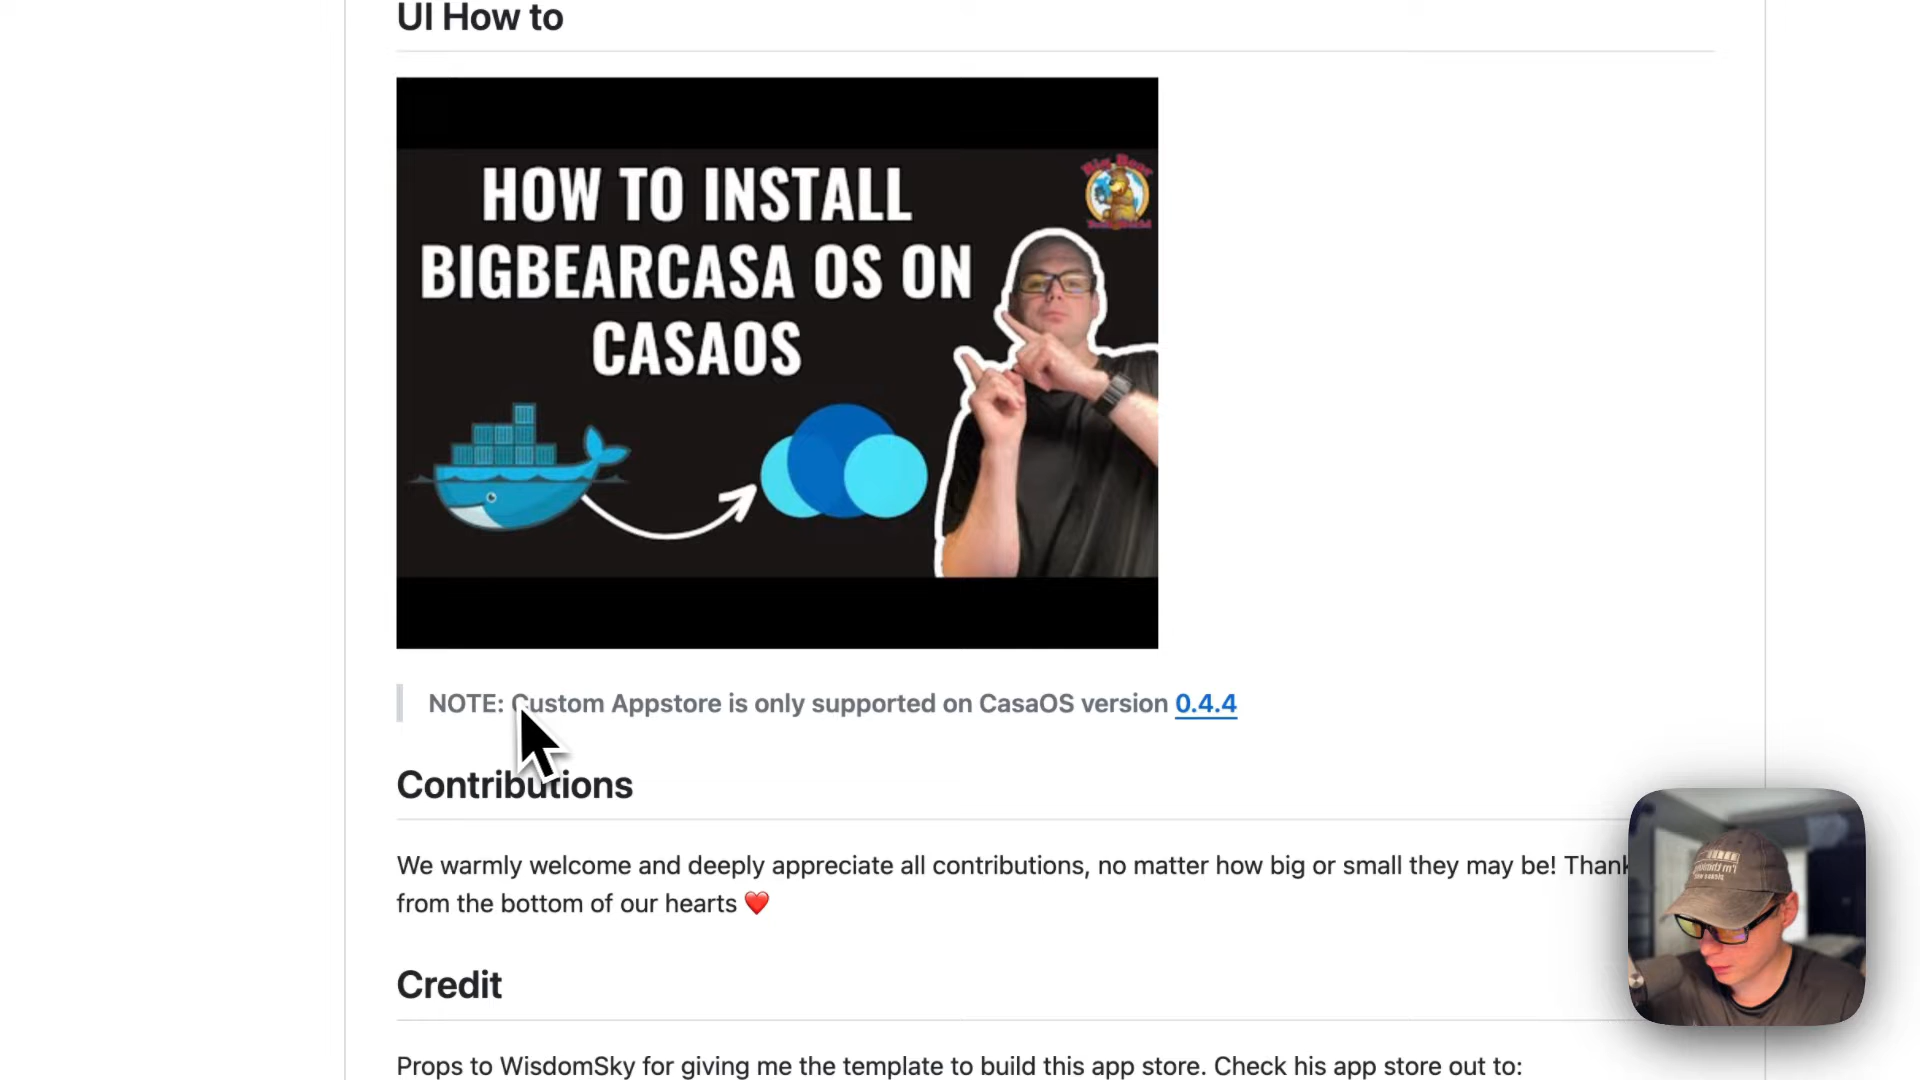 UI How to
HOW TO INSTALL
BIGBEARCASA OS ON
CASAOS
Big Bear
NOTE: Custom Appstore is only supported on CasaOS version 0.4.4
Contributions
We warmly welcome and deeply appreciate all contributions, no matter how big or small they may be! Thank
from the bottom of our hearts ❤️
Credit
Props to WisdomSky for giving me the template to build this app store. Check his app store out to: